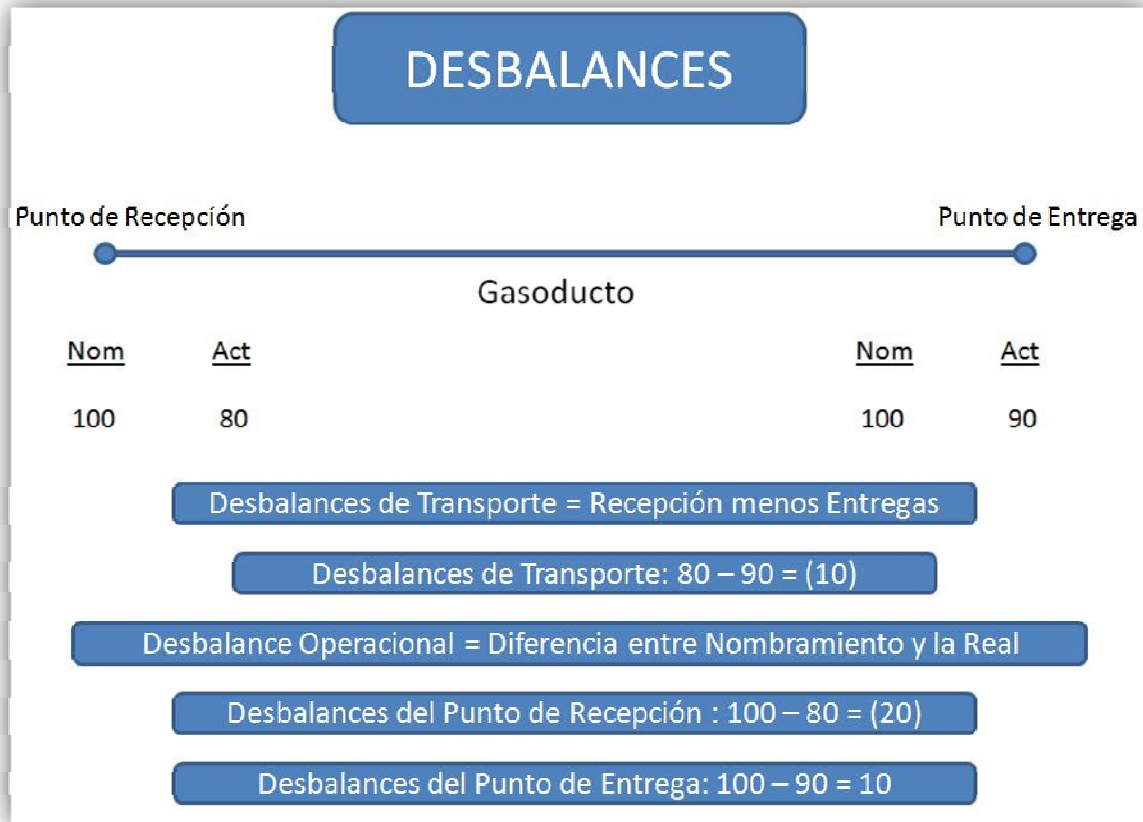 DESBALANCES
Punto de Recepción
Punto de Entrega
Gasoducto
Nom Act Nom Act
100 80 100 90
Desbalances de Transporte = Recepción menos Entregas
Desbalances de Transporte: 80 – 90 = (10)
Desbalance Operacional = Diferencia entre Nombramiento y la Real
Desbalances del Punto de Recepción : 100 – 80 = (20)
Desbalances del Punto de Entrega: 100 – 90 = 10